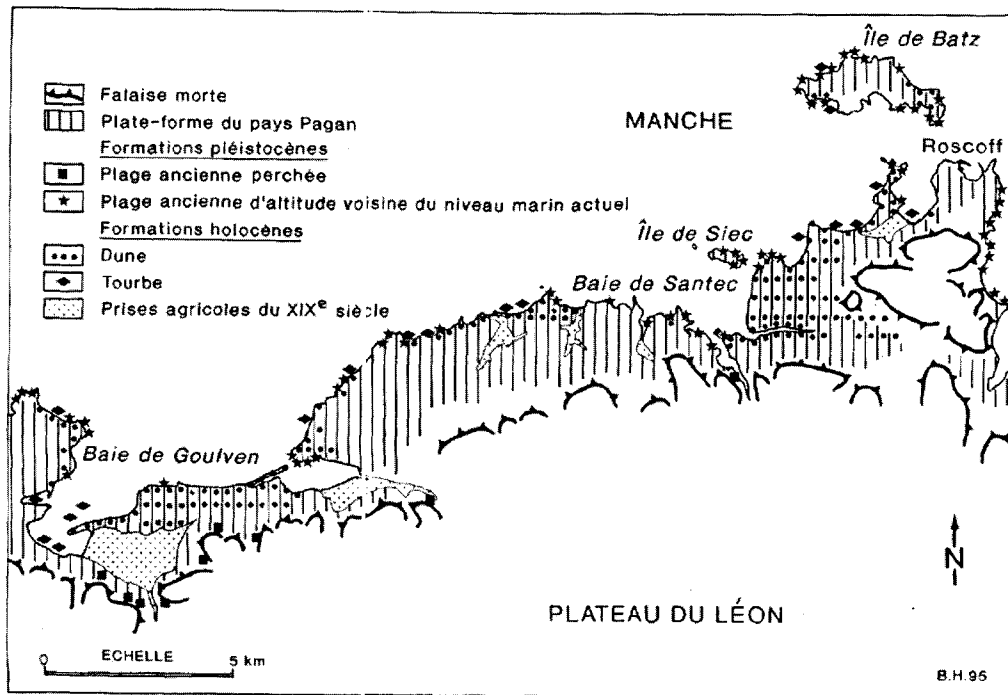 Île de Batz
Falaise morte
Plate-forme du pays Pagan
MANCHE
Formations pléistocènes
Roscoff
Plage ancienne perchée
Plage ancienne d'altitude voisine du niveau marin actuel
Formations holocènes
Île de Siec
Dune
Tourbe
Baie de Santec
Prises agricoles du XIXe siècle
Baie de Goulven
N
PLATEAU DU LÉON
0 ECHELLE 5 km
B.H.95